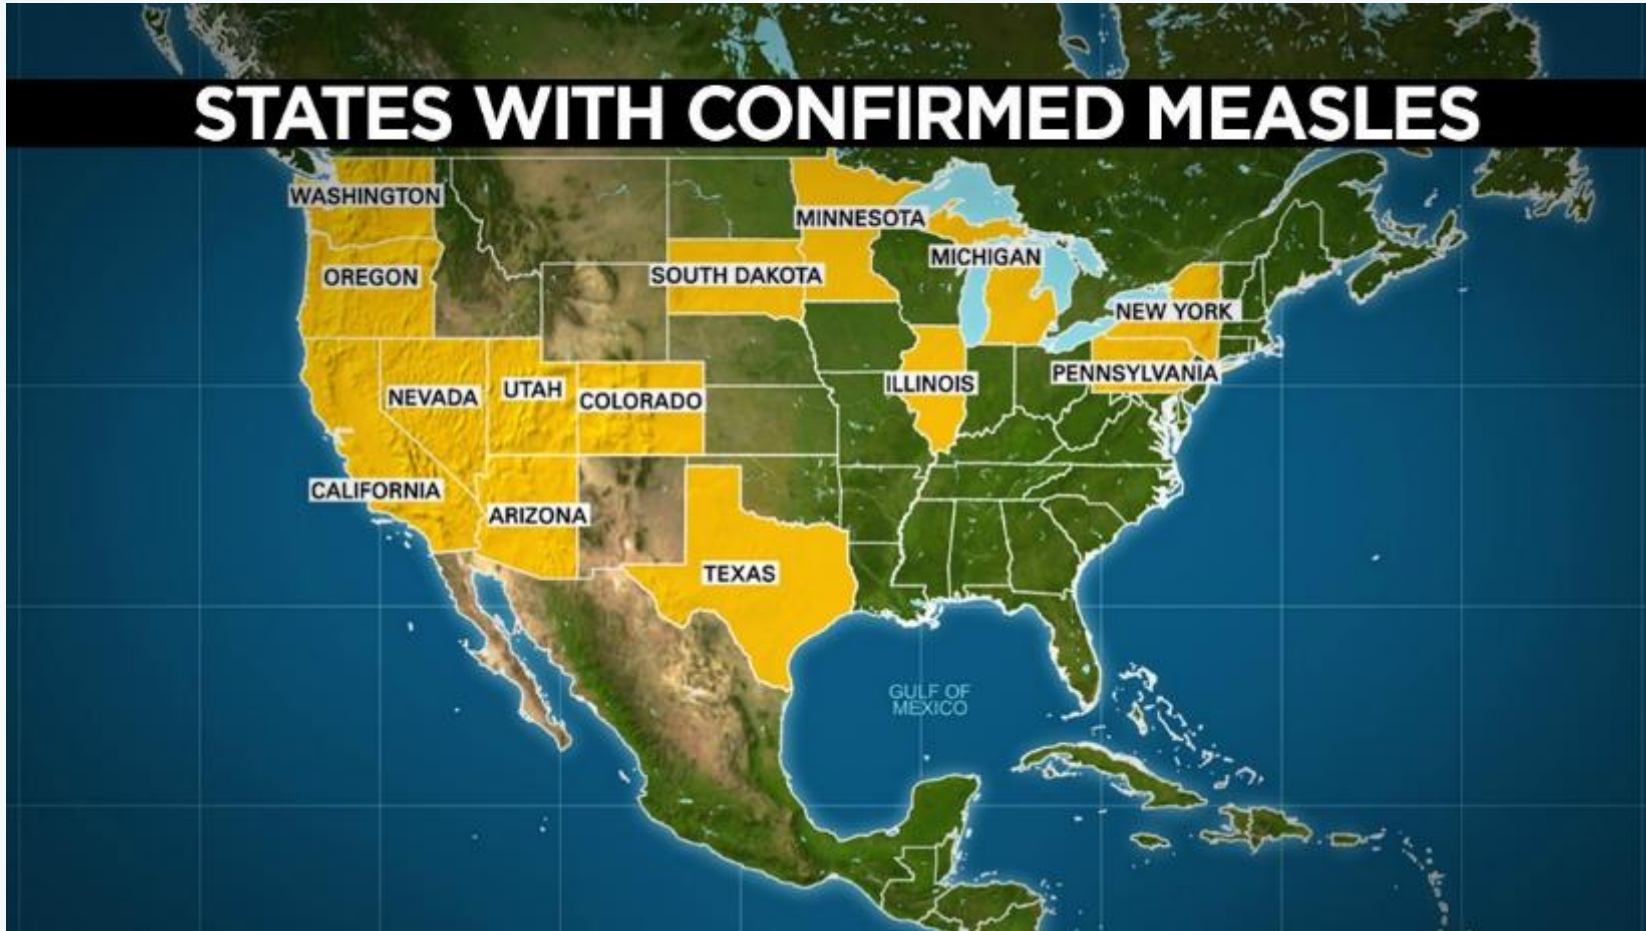 STATES WITH CONFIRMED MEASLES
WASHINGTON
MINNESOTA
MICHIGAN
OREGON
SOUTH DAKOTA
NEW YORK
PENNSYLVANIA
ILLINOIS
NEVADA
UTAH
COLORADO
CALIFORNIA
ARIZONA
TEXAS
GULF OF
MEXICO